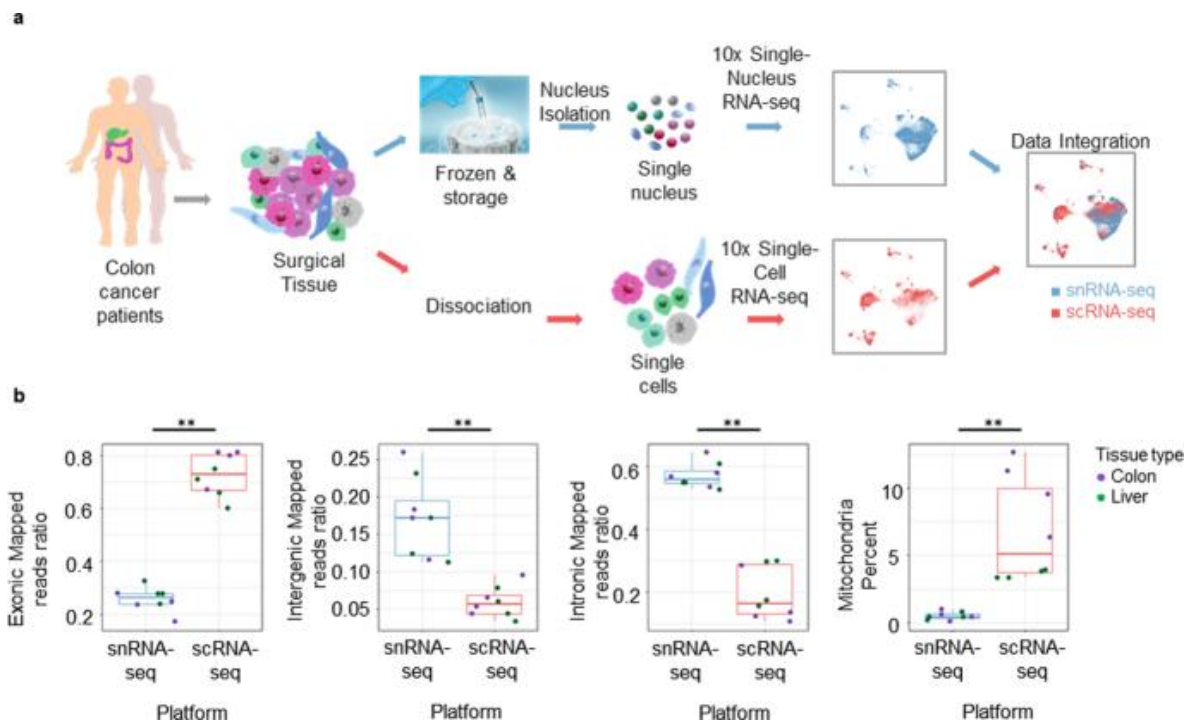 a
Colon
cancer
patients
Surgical
Tissue
Frozen &
storage
Nucleus
Isolation
Single
nucleus
10x Single-
Nucleus
RNA-seq
Dissociation
Single
cells
10x Single-
Cell
RNA-seq
Data Integration
snRNA-seq
scRNA-seq
b
**
Exonic Mapped
reads ratio
0.8
0.6
0.4
0.2
snRNA-
seq
scRNA-
seq
Platform
**
Intergenic Mapped
reads ratio
0.25
0.20
0.15
0.10
0.05
snRNA-
seq
scRNA-
seq
Platform
**
Intronic Mapped
reads ratio
0.6
0.4
0.2
snRNA-
seq
scRNA-
seq
Platform
**
Mitochondria
Percent
10
5
0
snRNA-
seq
scRNA-
seq
Platform
Tissue type
Colon
Liver